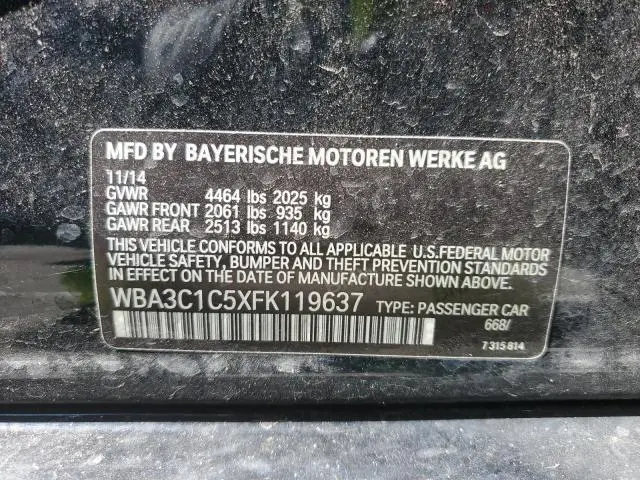 MFD BY BAYERISCHE MOTOREN WERKE AG
11/14
GVWR 4464 lbs 2025 kg
GAWR FRONT 2061 lbs 935 kg
GAWR REAR 2513 lbs 1140 kg
THIS VEHICLE CONFORMS TO ALL APPLICABLE U.S.FEDERAL MOTOR
VEHICLE SAFETY, BUMPER AND THEFT PREVENTION STANDARDS IN EFFECT
ON THE DATE OF MANUFACTURE SHOWN ABOVE.
WBA3C1C5XFK119637 TYPE: PASSENGER CAR
668/
7 315 814